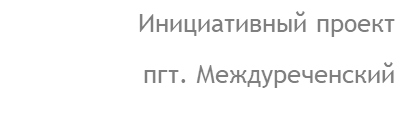 Инициативный проект
пгт. Междуреченский